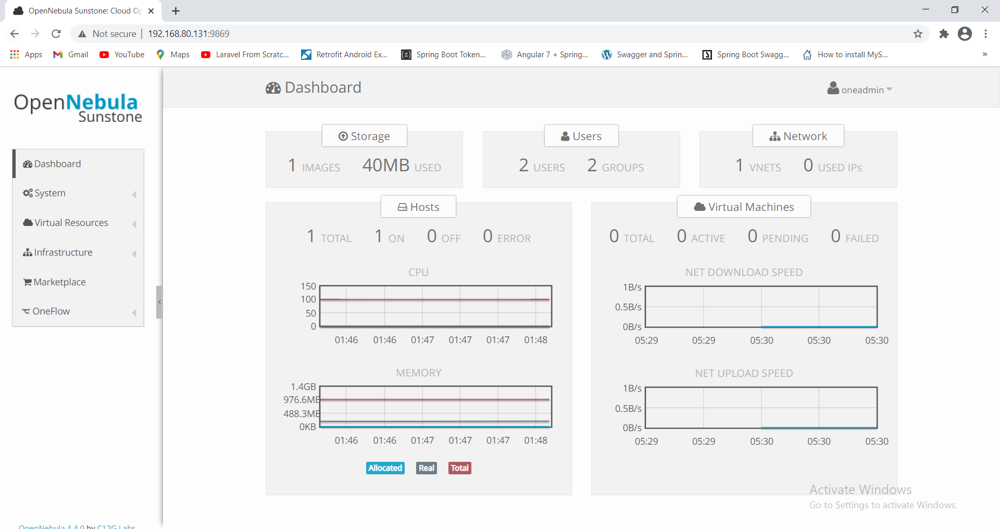 OpenNebula Sunstone: Cloud Op
Not secure
192.168.80.131:9869
Apps
Gmail
YouTube
Maps
Laravel From Scratc...
Retrofit Android Ex...
Spring Boot Token...
Angular 7 + Spring...
Swagger and Sprin...
Spring Boot Swagg...
How to install MyS...
»
OpenNebula
Sunstone
Dashboard
System
Virtual Resources
Infrastructure
Marketplace
OneFlow
OpenNebula 4.4.0 by C12G Labs
Dashboard
oneadmin
Storage
1 IMAGES 40MB USED
Users
2 USERS 2 GROUPS
Network
1 VNETS 0 USED IPs
Hosts
1 TOTAL 1 ON 0 OFF 0 ERROR
CPU
150
100
50
0
01:46 01:46 01:47 01:47 01:47 01:48
MEMORY
1.4GB
976.6MB
488.3MB
0KB
01:46 01:46 01:47 01:47 01:47 01:48
Allocated Real Total
Virtual Machines
0 TOTAL 0 ACTIVE 0 PENDING 0 FAILED
NET DOWNLOAD SPEED
1B/s
0.5B/s
0B/s
05:29 05:29 05:30 05:30 05:30
NET UPLOAD SPEED
1B/s
0.5B/s
0B/s
05:29 05:29 05:30 05:30 05:30
Activate Windows
Go to Settings to activate Windows.